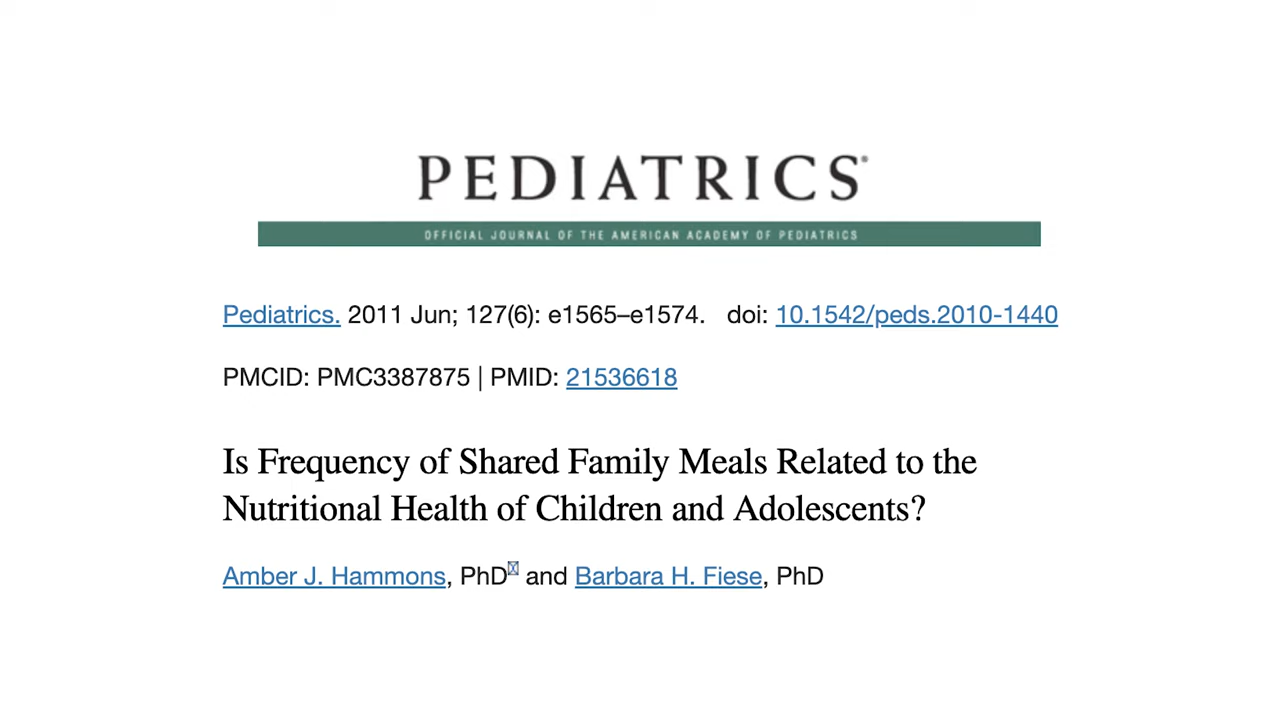 PEDIATRICS®
OFFICIAL JOURNAL OF THE AMERICAN ACADEMY OF PEDIATRICS
Pediatrics. 2011 Jun; 127(6): e1565–e1574. doi: 10.1542/peds.2010-1440
PMCID: PMC3387875 | PMID: 21536618
Is Frequency of Shared Family Meals Related to the
Nutritional Health of Children and Adolescents?
Amber J. Hammons, PhD and Barbara H. Fiese, PhD